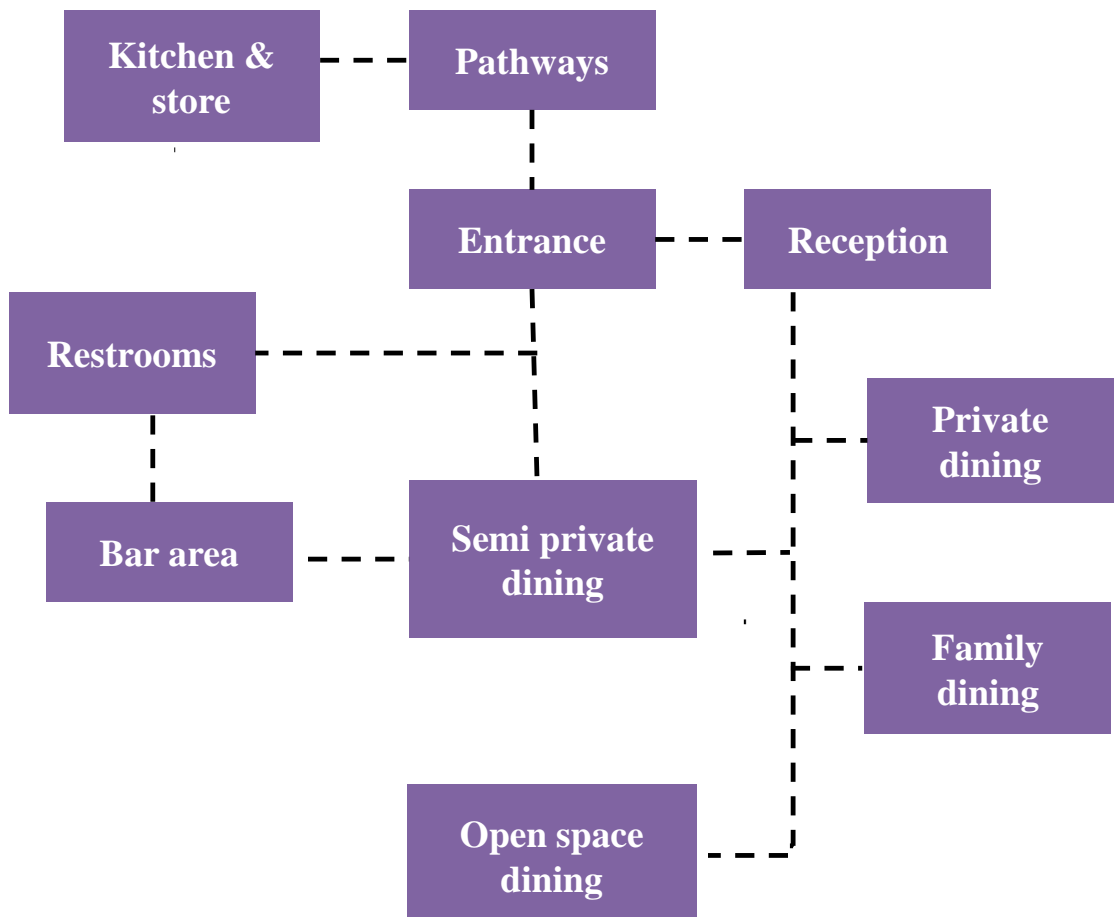 Kitchen &
store
Pathways
Entrance
Reception
Restrooms
Private
dining
Bar area
Semi private
dining
Family
dining
Open space
dining